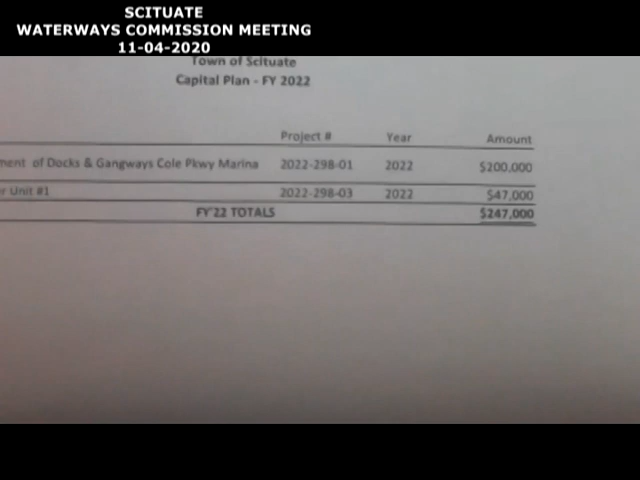 SCITUATE
WATERWAYS COMMISSION MEETING
11-04-2020
Town of Scituate
Capital Plan - FY 2022
Project # Year Amount
ment of Docks & Gangways Cole Pkwy Marina 2022-298-01 2022 $200,000
r Unit #1 2022-298-03 2022 $47,000
FY'22 TOTALS $247,000